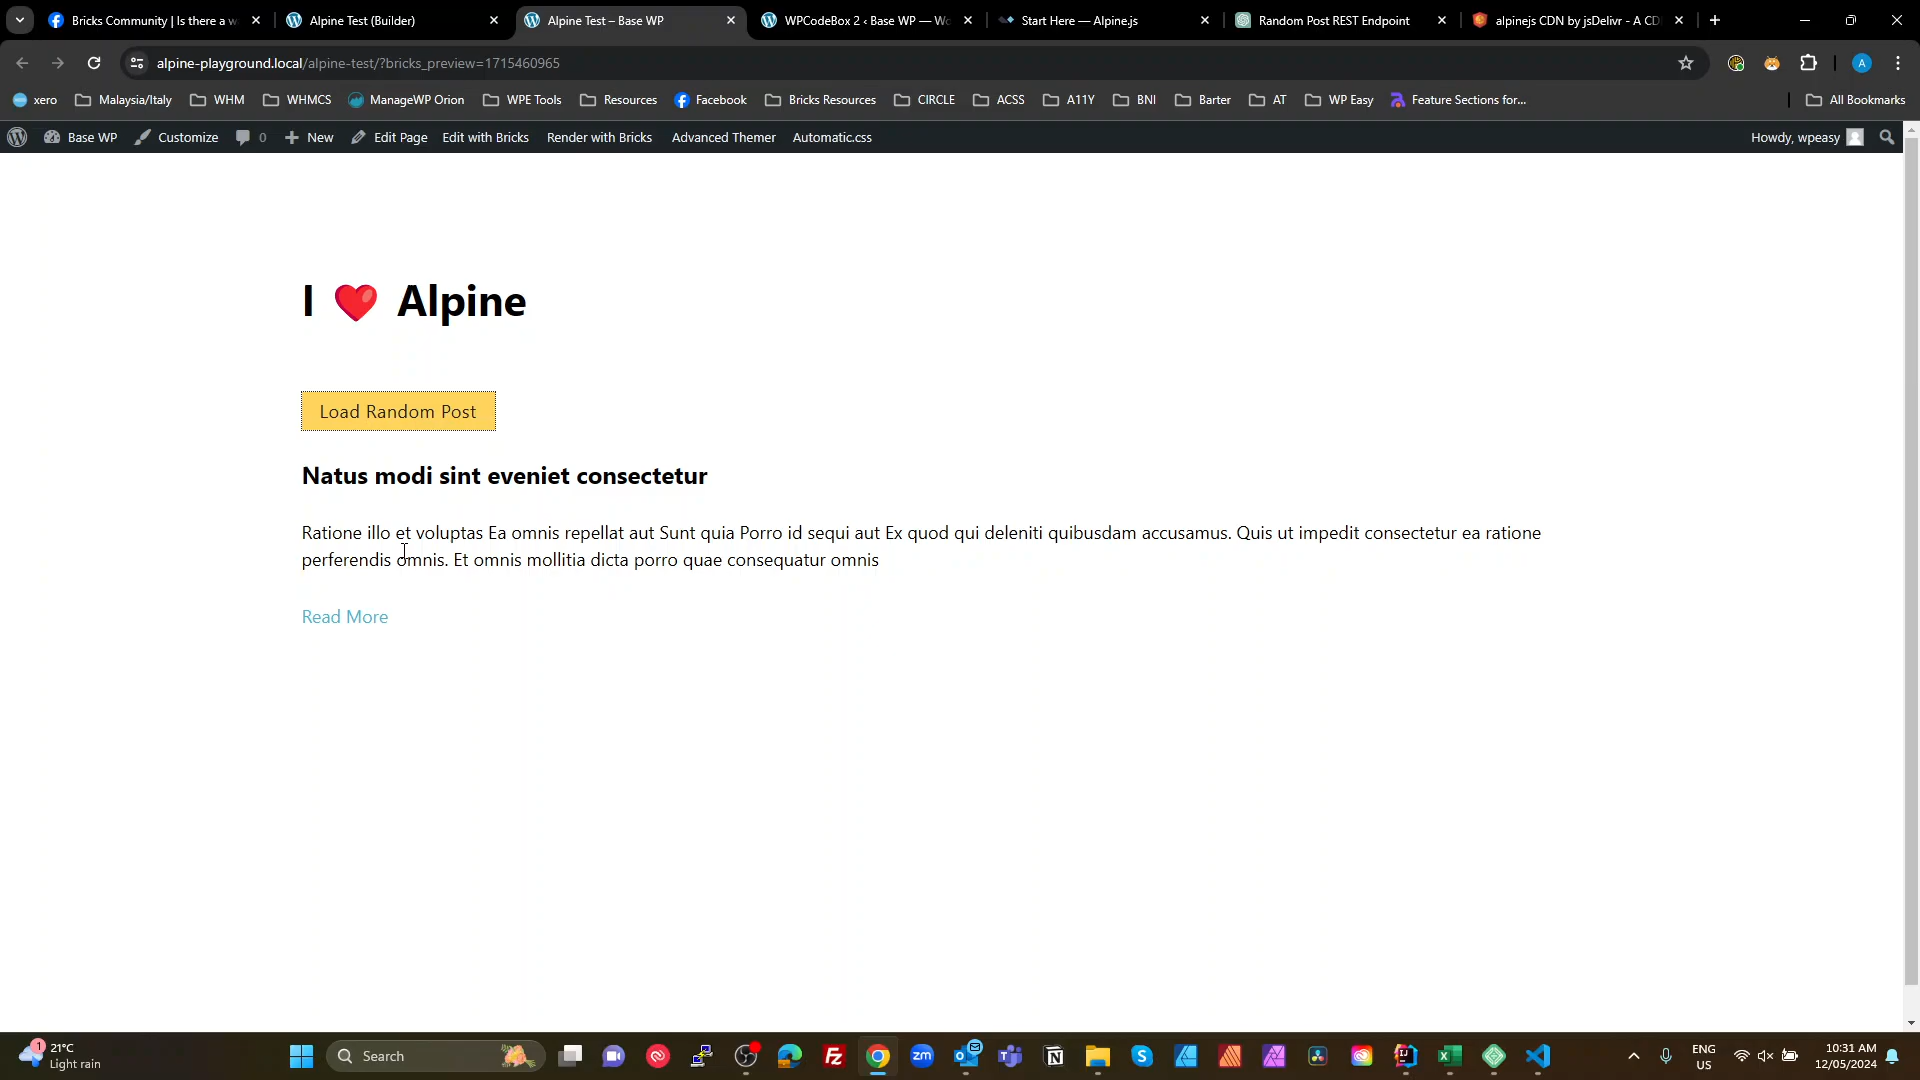 Bricks Community | Is there a w
Alpine Test (Builder)
Alpine Test – Base WP
WPCodeBox 2 ‹ Base WP — Wo
Start Here — Alpine.js
Random Post REST Endpoint
alpinejs CDN by jsDelivr - A CD
alpine-playground.local/alpine-test/?bricks_preview=1715460965
A
xero
Malaysia/Italy
WHM
WHMCS
ManageWP Orion
WPE Tools
Resources
Facebook
Bricks Resources
CIRCLE
ACSS
A11Y
BNI
Barter
AT
WP Easy
Feature Sections for...
All Bookmarks
Base WP
Customize
0
New
Edit Page
Edit with Bricks
Render with Bricks
Advanced Themer
Automatic.css
Howdy, wpeasy
I ❤️ Alpine
Load Random Post
Natus modi sint eveniet consectetur
Ratione illo et voluptas Ea omnis repellat aut Sunt quia Porro id sequi aut Ex quod qui deleniti quibusdam accusamus. Quis ut impedit consectetur ea ratione
perferendis omnis. Et omnis mollitia dicta porro quae consequatur omnis
Read More
1
21°C
Light rain
Search
Fz
zm
ENG
US
10:31 AM
12/05/2024